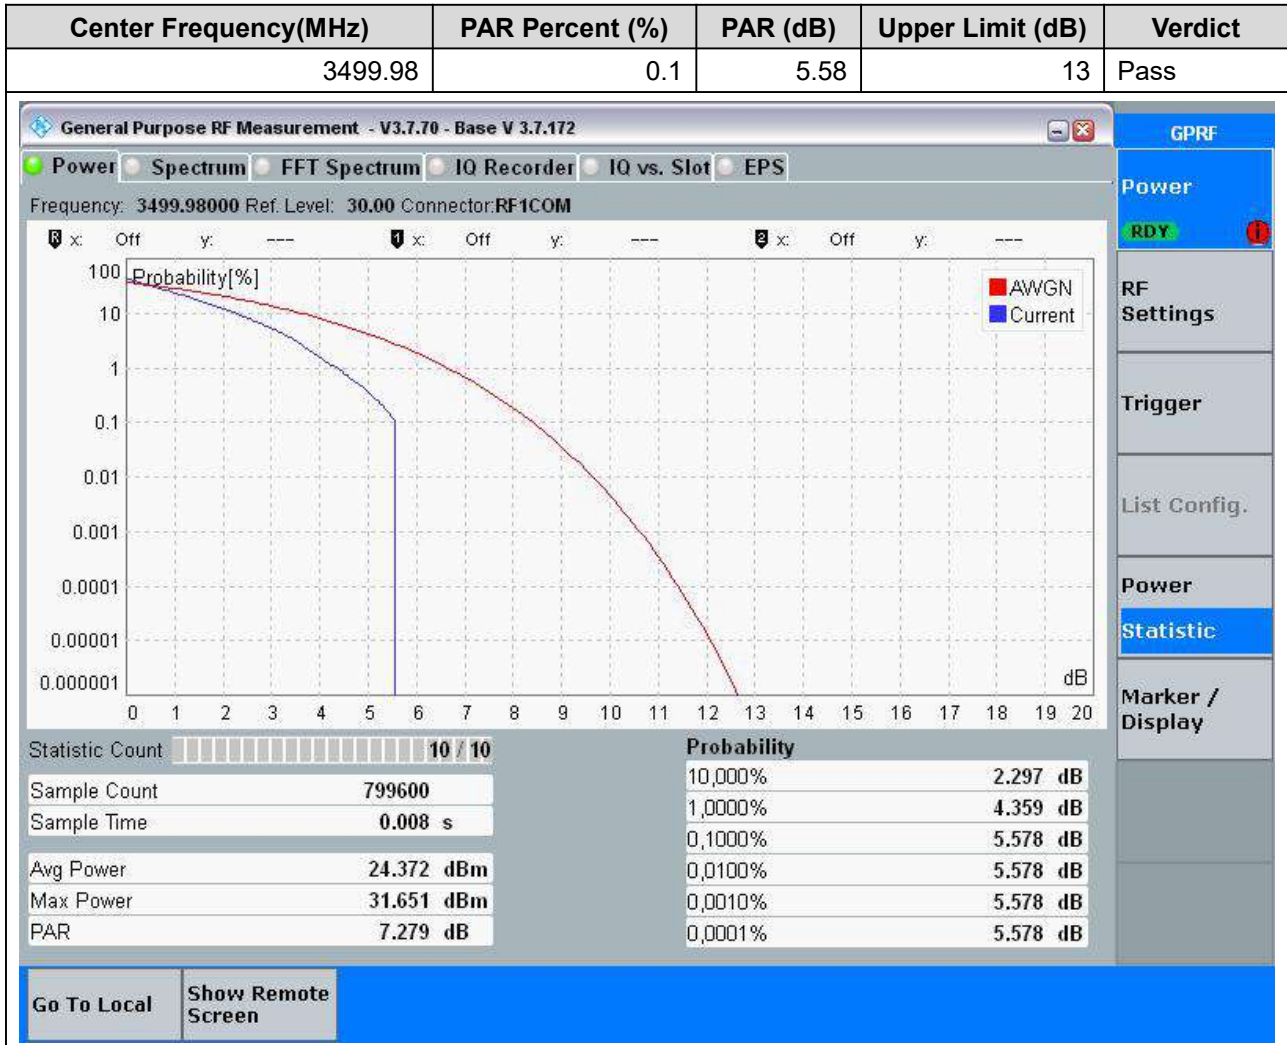 Center Frequency(MHz) PAR Percent (%) PAR (dB) Upper Limit (dB) Verdict
3499.98 0.1 5.58 13 Pass
General Purpose RF Measurement - V3.7.70 - Base V 3.7.172
GPRF
Power Spectrum FFT Spectrum IQ Recorder IQ vs. Slot EPS
Frequency: 3499.98000 Ref. Level: 30.00 Connector:RF1COM
R x: Off y: --- 1 x: Off y: --- 2 x: Off y: ---
Probability[%]
AWGN
Current
100
10
1
0.1
0.01
0.001
0.0001
0.00001
0.000001
dB
0 1 2 3 4 5 6 7 8 9 10 11 12 13 14 15 16 17 18 19 20
Statistic Count 10 / 10
Sample Count 799600
Sample Time 0.008 s
Avg Power 24.372 dBm
Max Power 31.651 dBm
PAR 7.279 dB
Probability
10,000% 2.297 dB
1,0000% 4.359 dB
0,1000% 5.578 dB
0,0100% 5.578 dB
0,0010% 5.578 dB
0,0001% 5.578 dB
Power
RDY i
RF
Settings
Trigger
List Config.
Power
Statistic
Marker /
Display
Go To Local
Show Remote
Screen